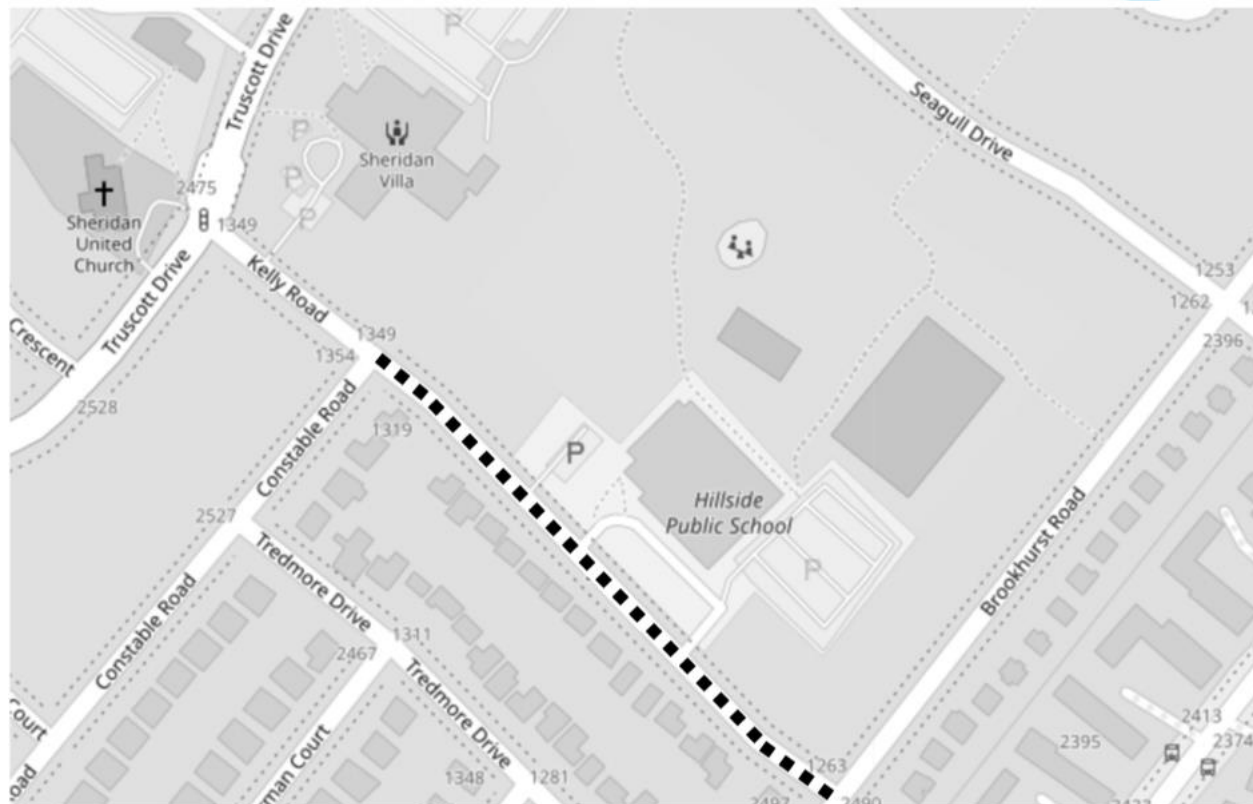 P
Truscott Drive
Seagull Drive
P
Sheridan
Villa
P
2475
P
1349
Sheridan
United
Church
Kelly Road
Truscott Drive
1253
1262
Crescent
1349
1354
2396
2528
Constable Road
1319
P
Hillside
Public School
2527
Tredmore Drive
P
Brookhurst Road
Constable Road
1311
2467
Tredmore Drive
Court
2413
2374
2395
Road
man Court
1348
1281
1263
2497
2490